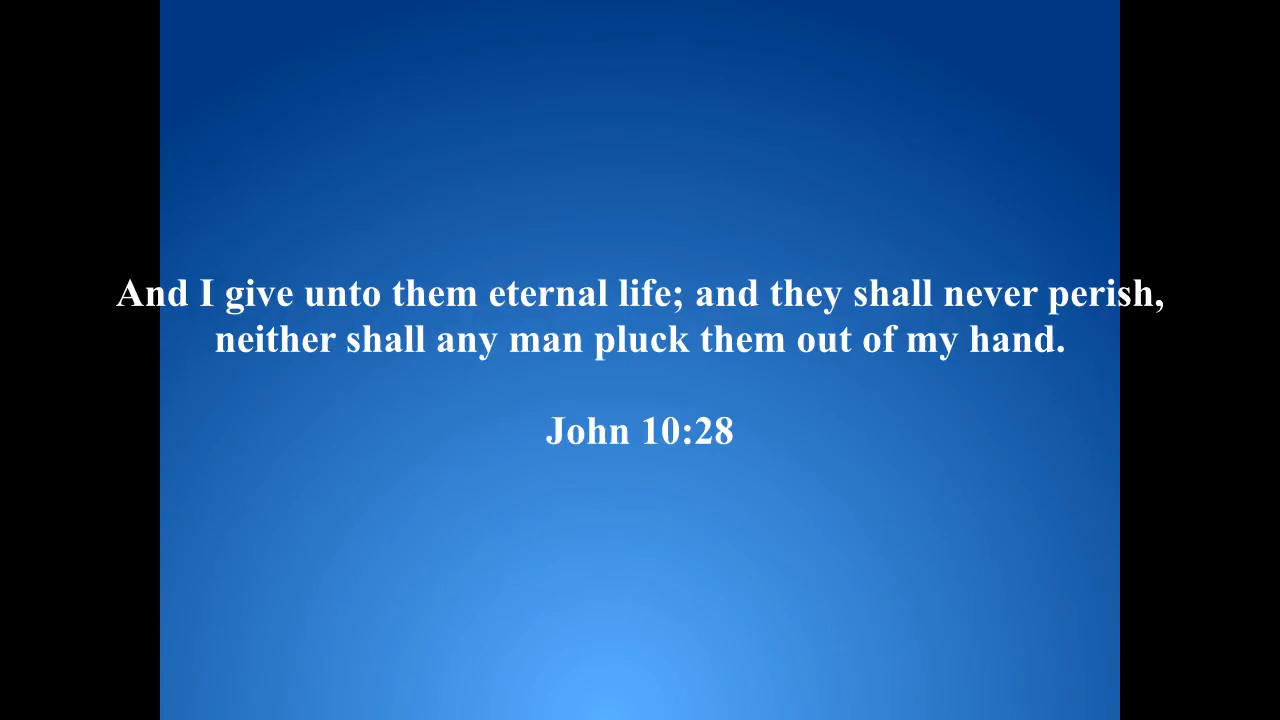 And I give unto them eternal life; and they shall never perish,
neither shall any man pluck them out of my hand.
John 10:28